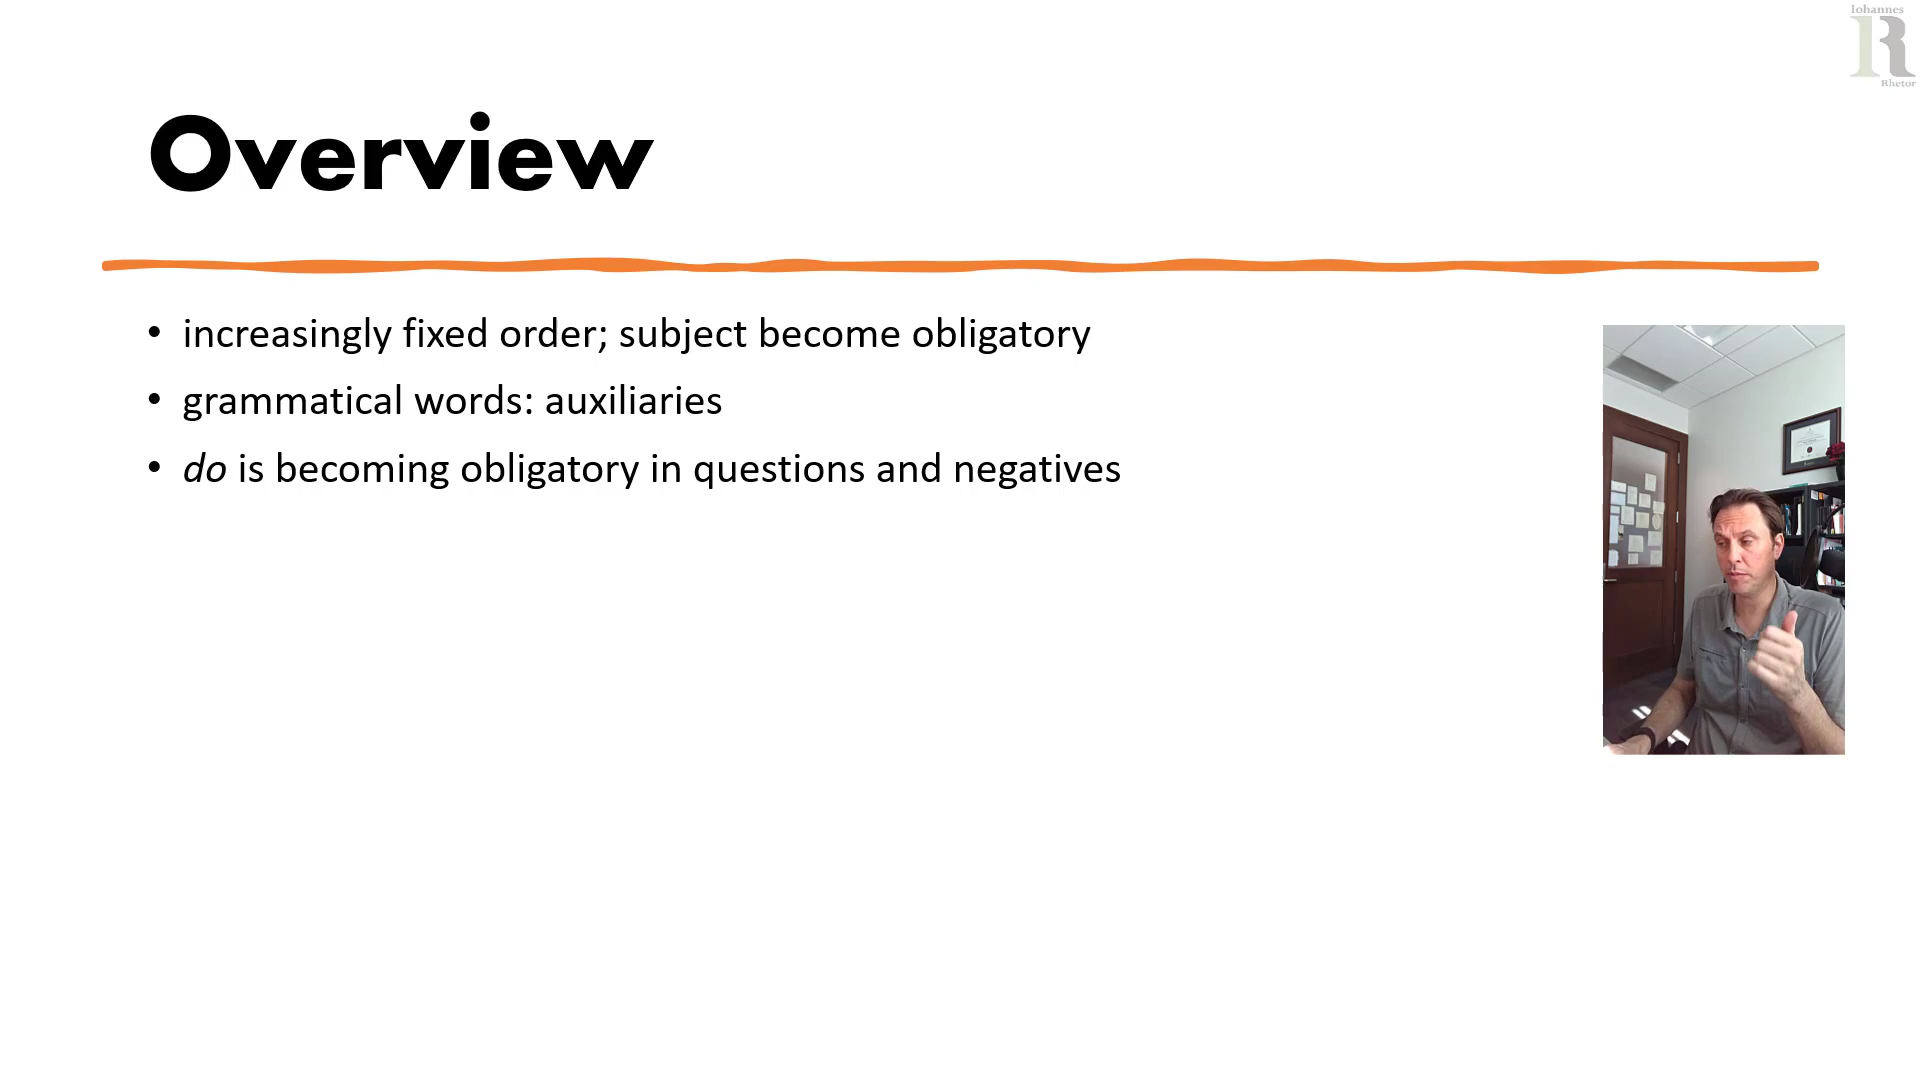 Iohannes
R
Rhetor
Overview
• increasingly fixed order; subject become obligatory
• grammatical words: auxiliaries
• do is becoming obligatory in questions and negatives